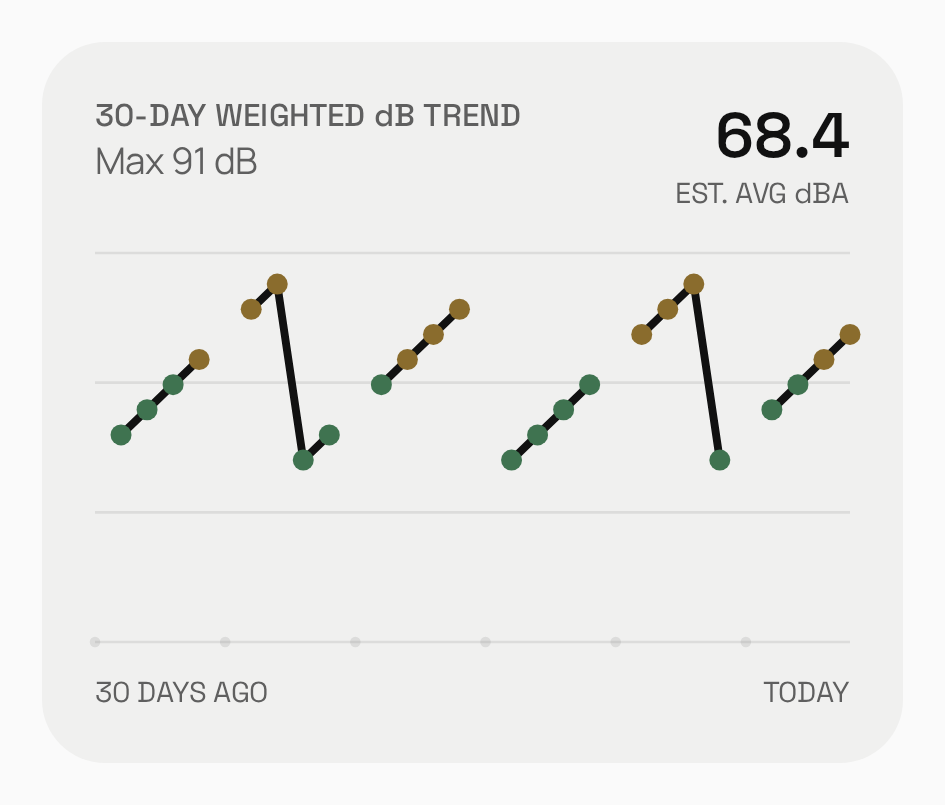 30-DAY WEIGHTED dB TREND
Max 91 dB
68.4
EST. AVG dBA
30 DAYS AGO
TODAY